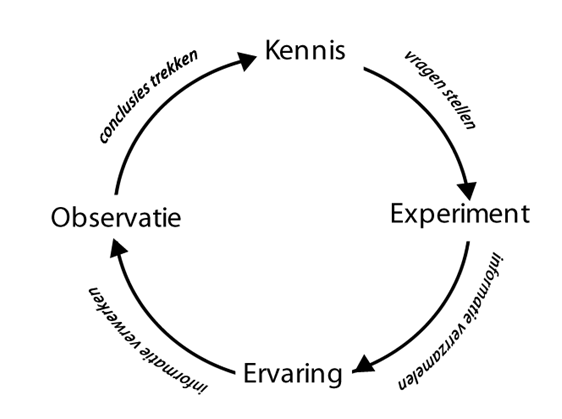 Kennis
vragen stellen
Experiment
informatie verzamelen
Ervaring
informatie verwerken
Observatie
conclusies trekken